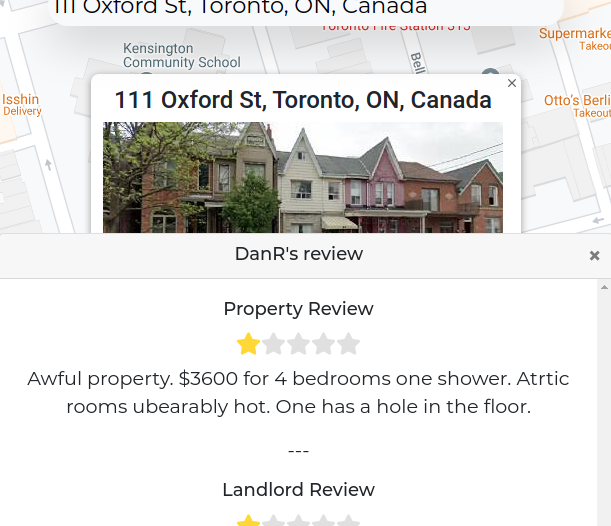 111 Oxford St, Toronto, ON, Canada
Toronto Fire Station 315
Kensington
Community School
Bell
Supermarke
Takeou
Isshin
Delivery
Otto's Berli
Takeout
×
111 Oxford St, Toronto, ON, Canada
DanR's review
×
Property Review
Awful property. $3600 for 4 bedrooms one shower. Atrtic
rooms ubearably hot. One has a hole in the floor.
---
Landlord Review